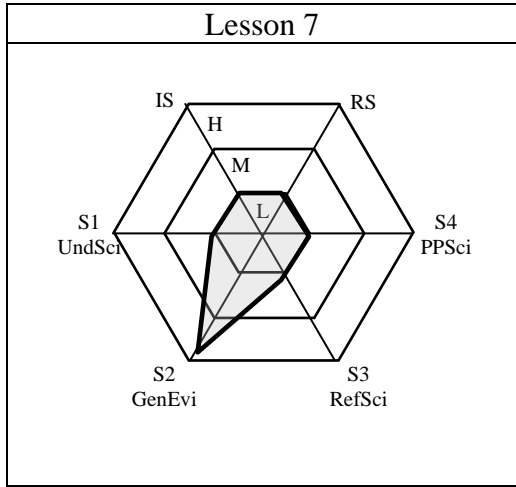 Lesson 7
IS
RS
H
M
L
S1
UndSci
S4
PPSci
S2
GenEvi
S3
RefSci